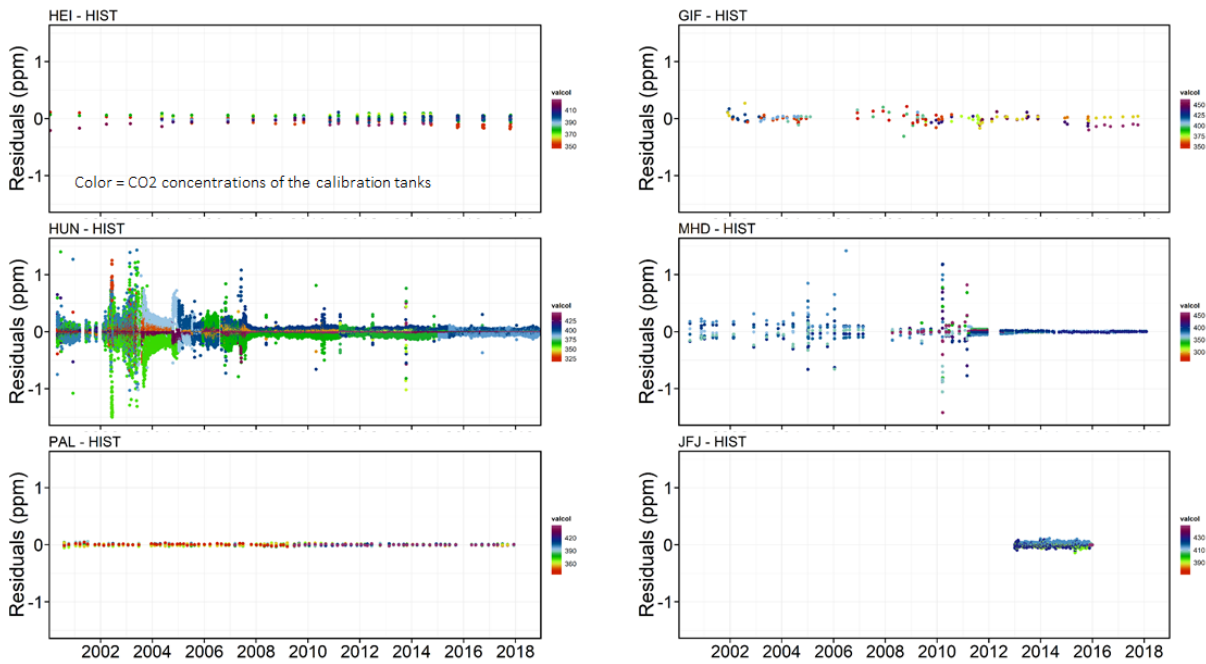 HEI - HIST
GIF - HIST
Residuals (ppm)
1
0
-1
valcol
410
390
370
350
Color = CO2 concentrations of the calibration tanks
Residuals (ppm)
1
0
-1
valcol
450
425
400
375
350
2002 2004 2006 2008 2010 2012 2014 2016 2018
HUN - HIST
MHD - HIST
Residuals (ppm)
1
0
-1
valcol
425
400
375
350
325
Residuals (ppm)
1
0
-1
valcol
450
400
350
300
PAL - HIST
JFJ - HIST
Residuals (ppm)
1
0
-1
valcol
420
390
360
Residuals (ppm)
1
0
-1
valcol
430
410
390
2002 2004 2006 2008 2010 2012 2014 2016 2018